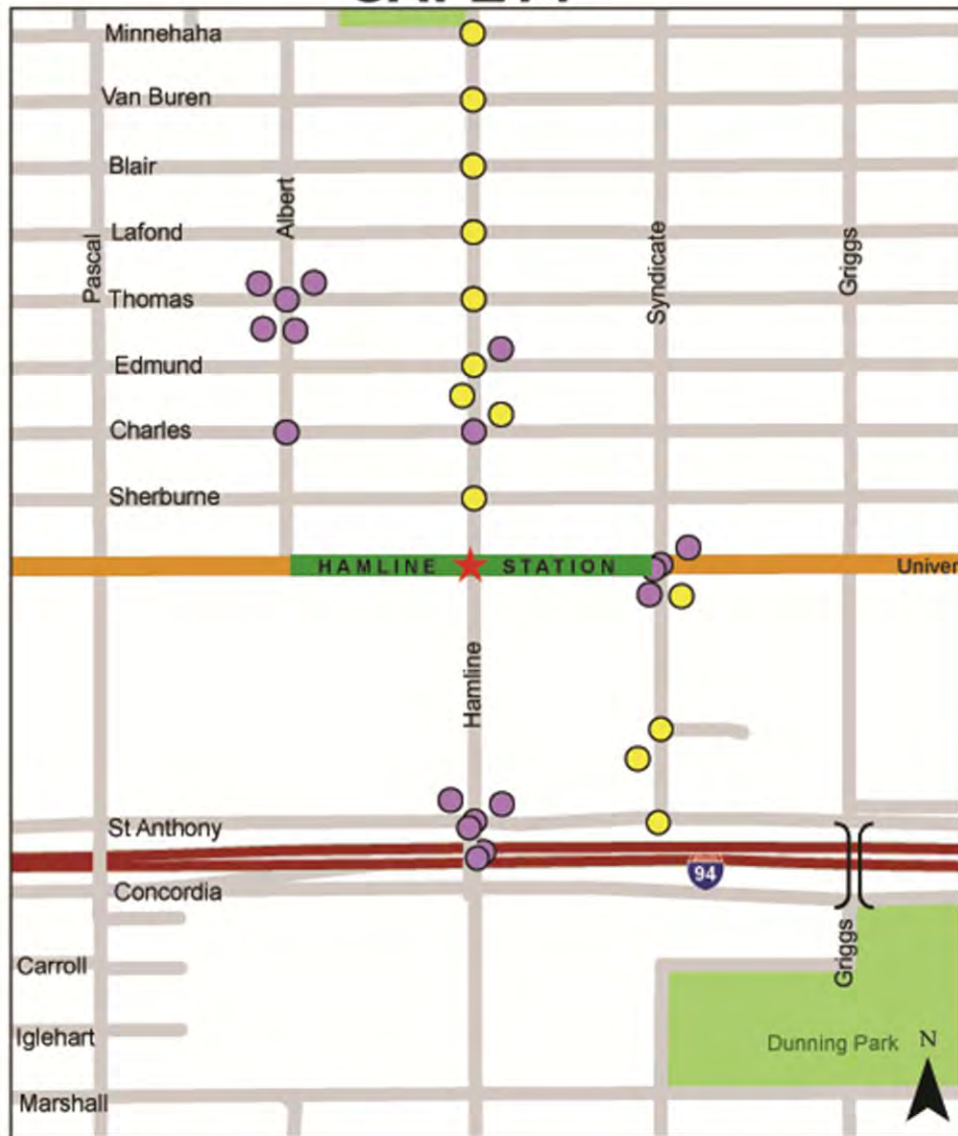 Minnehaha
Van Buren
Blair
Albert
Lafond
Pascal
Syndicate
Griggs
Thomas
Edmund
Charles
Sherburne
HAMLINE STATION
Univer
Hamline
St Anthony
94
Concordia
Griggs
Carroll
Iglehart
Dunning Park
N
Marshall